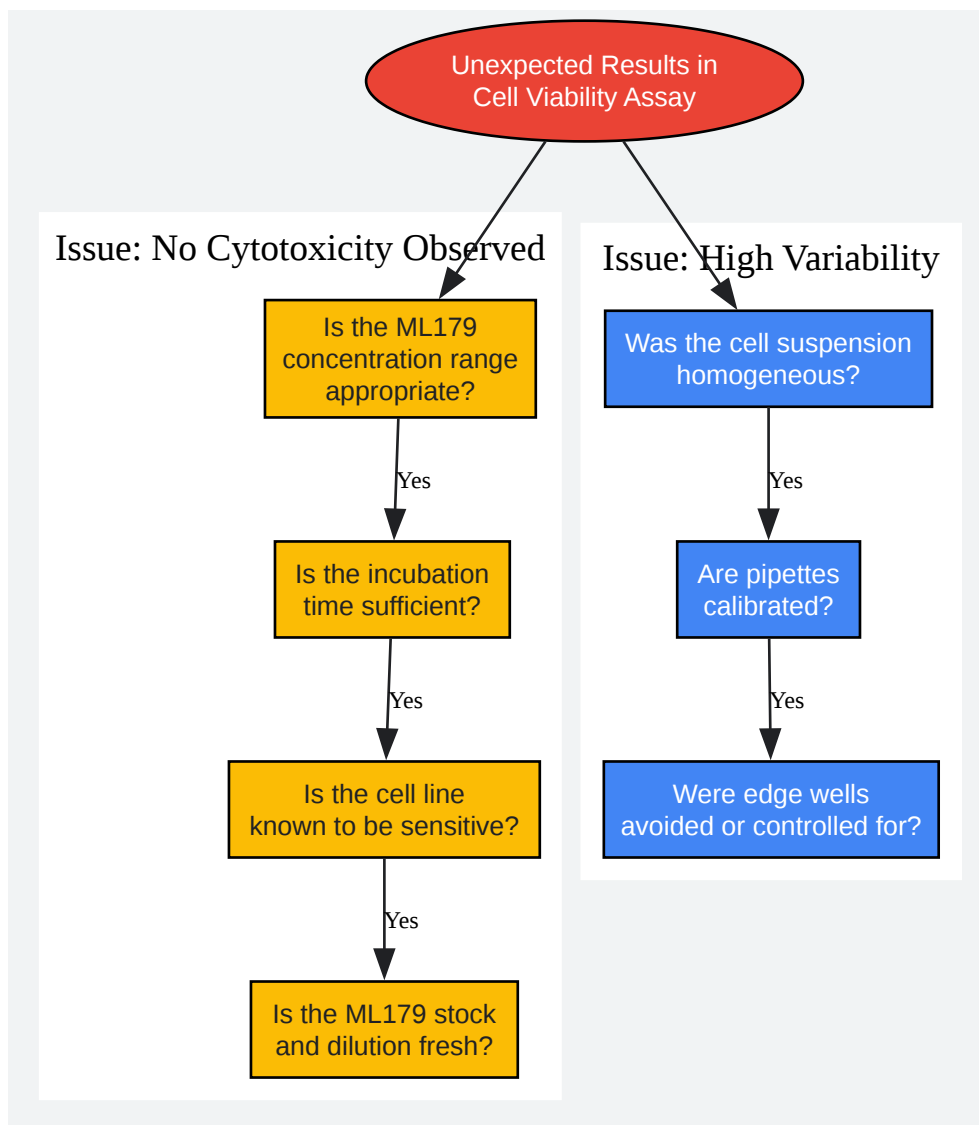 Unexpected Results in
Cell Viability Assay
Issue: No Cytotoxicity Observed
Is the ML179
concentration range
appropriate?
Yes
Is the incubation
time sufficient?
Yes
Is the cell line
known to be sensitive?
Yes
Is the ML179 stock
and dilution fresh?
Issue: High Variability
Was the cell suspension
homogeneous?
Yes
Are pipettes
calibrated?
Yes
Were edge wells
avoided or controlled for?